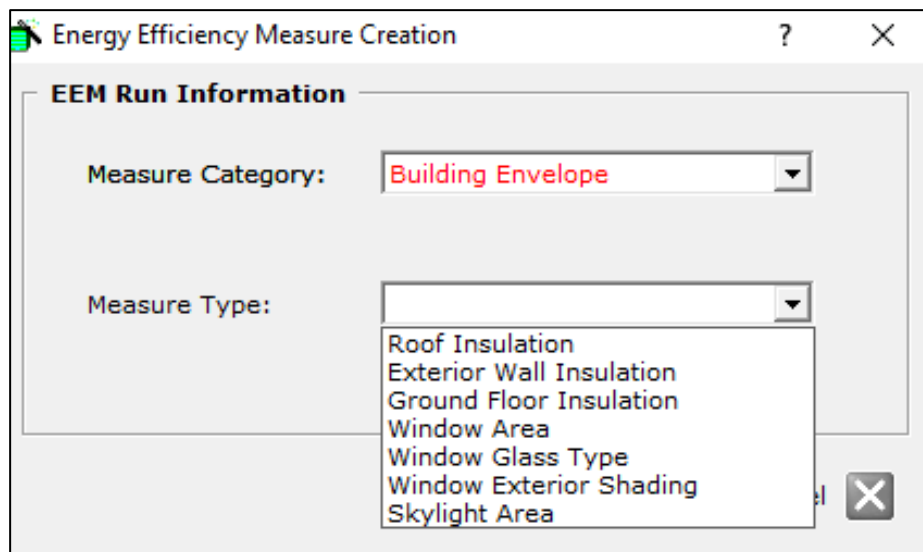 Energy Efficiency Measure Creation ?
EEM Run Information
Measure Category: Building Envelope
Measure Type:
Roof Insulation
Exterior Wall Insulation
Ground Floor Insulation
Window Area
Window Glass Type
Window Exterior Shading
Skylight Area